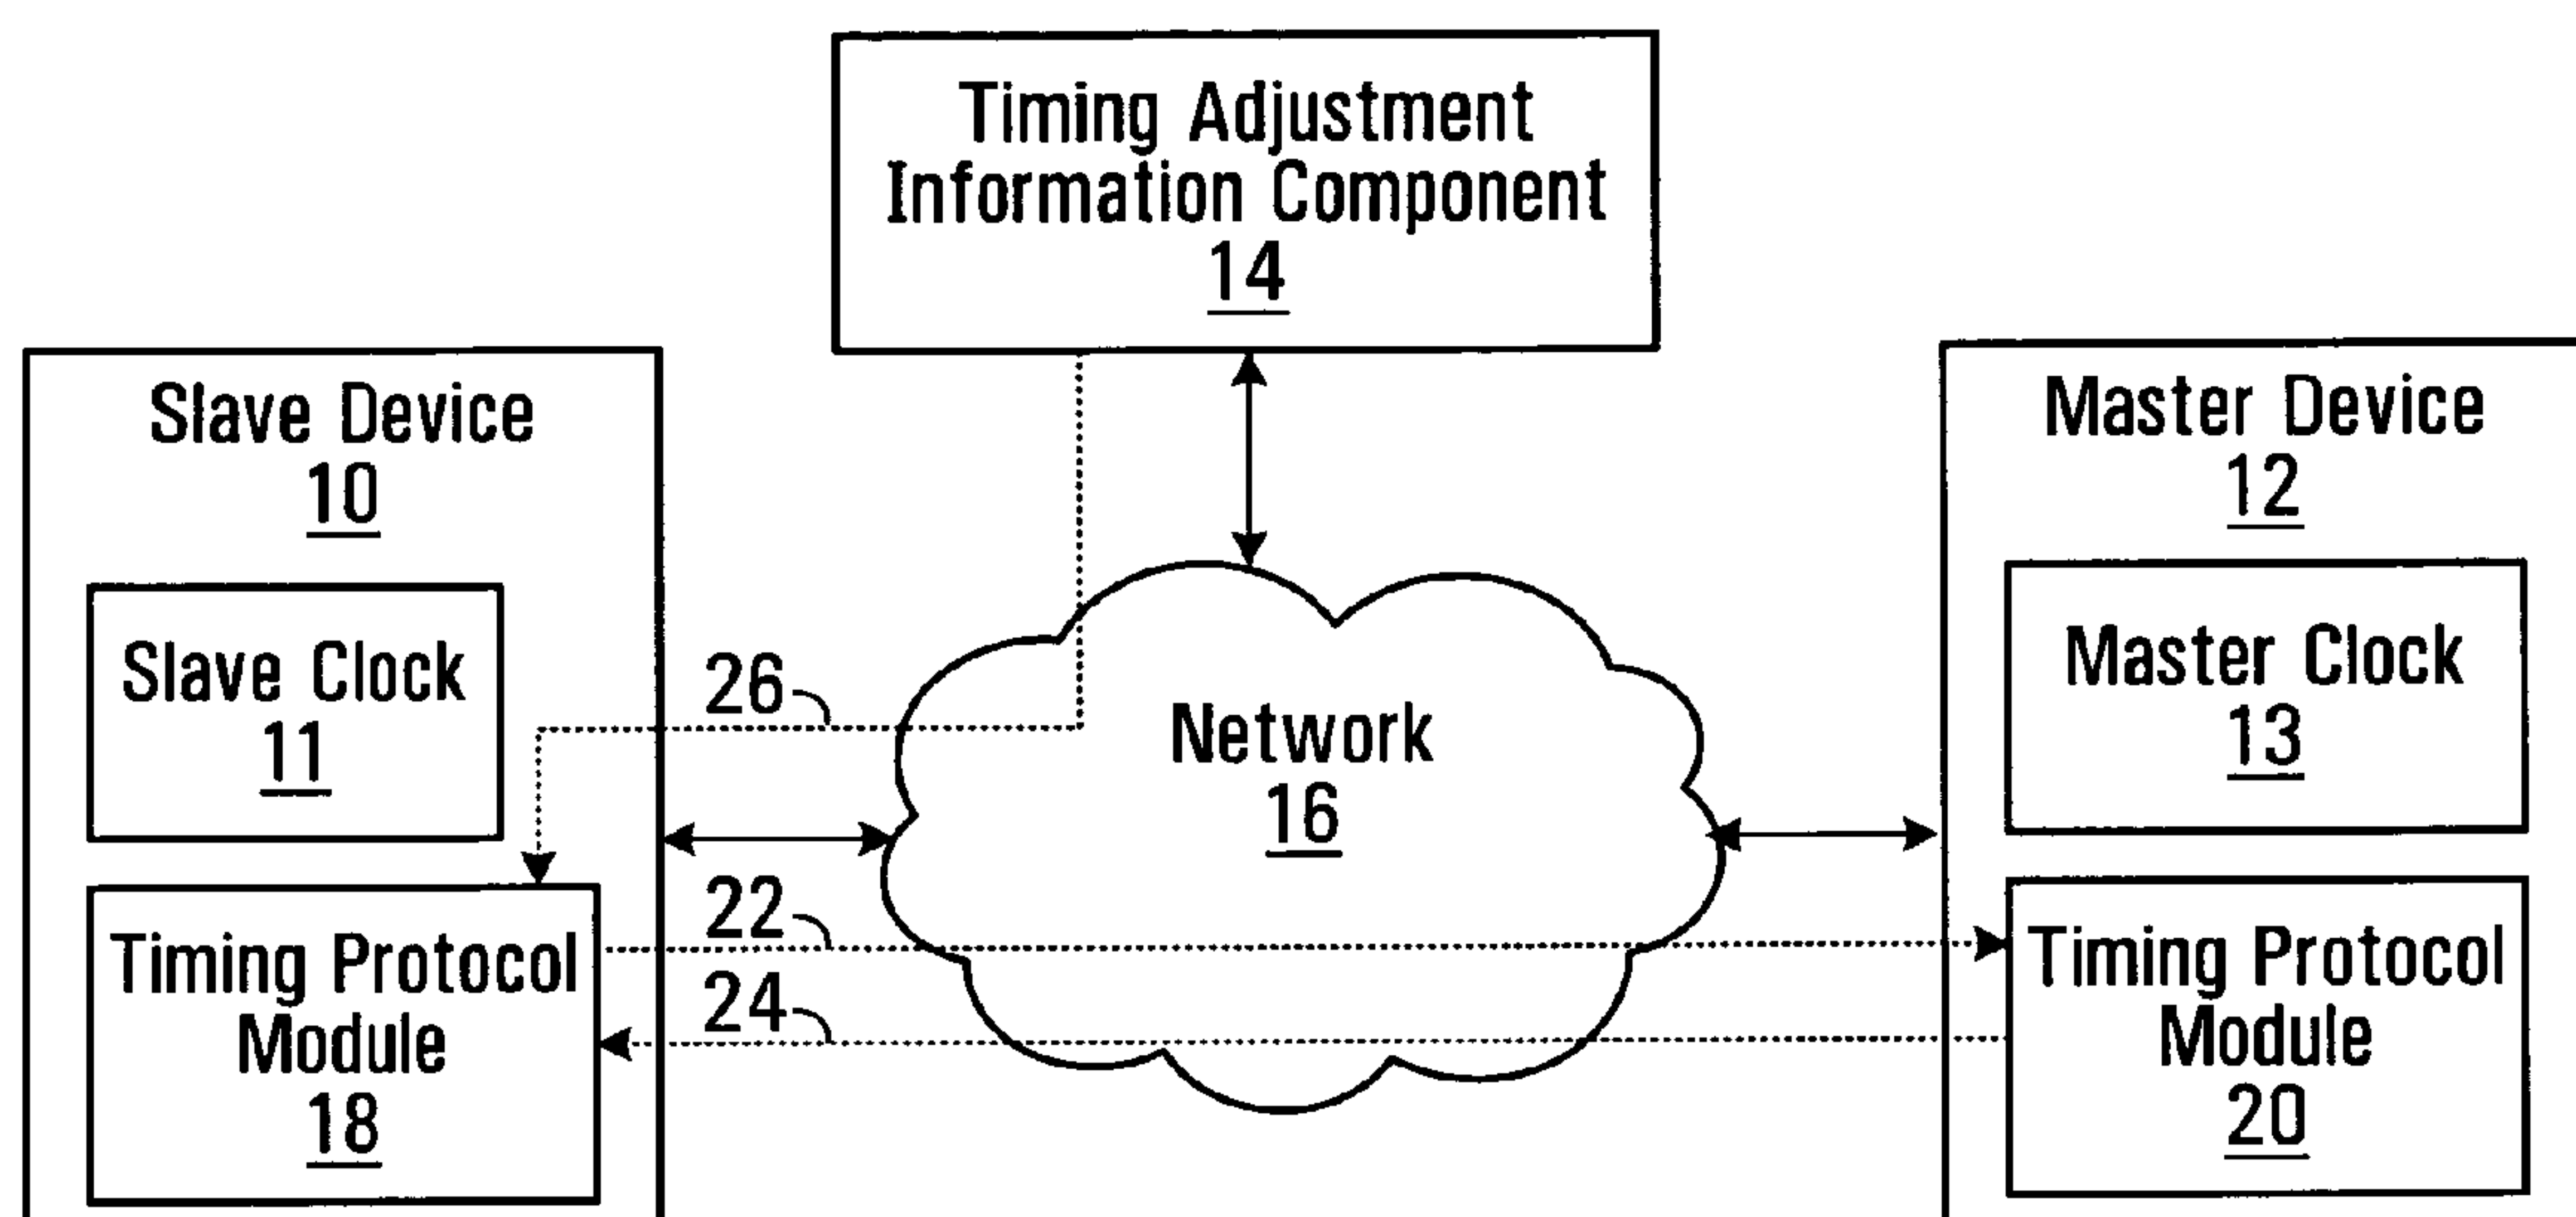 Timing Adjustment
Information Component
14
Slave Device
10
Slave Clock
11
Timing Protocol
Module
18
26
22
24
Network
16
Master Device
12
Master Clock
13
Timing Protocol
Module
20